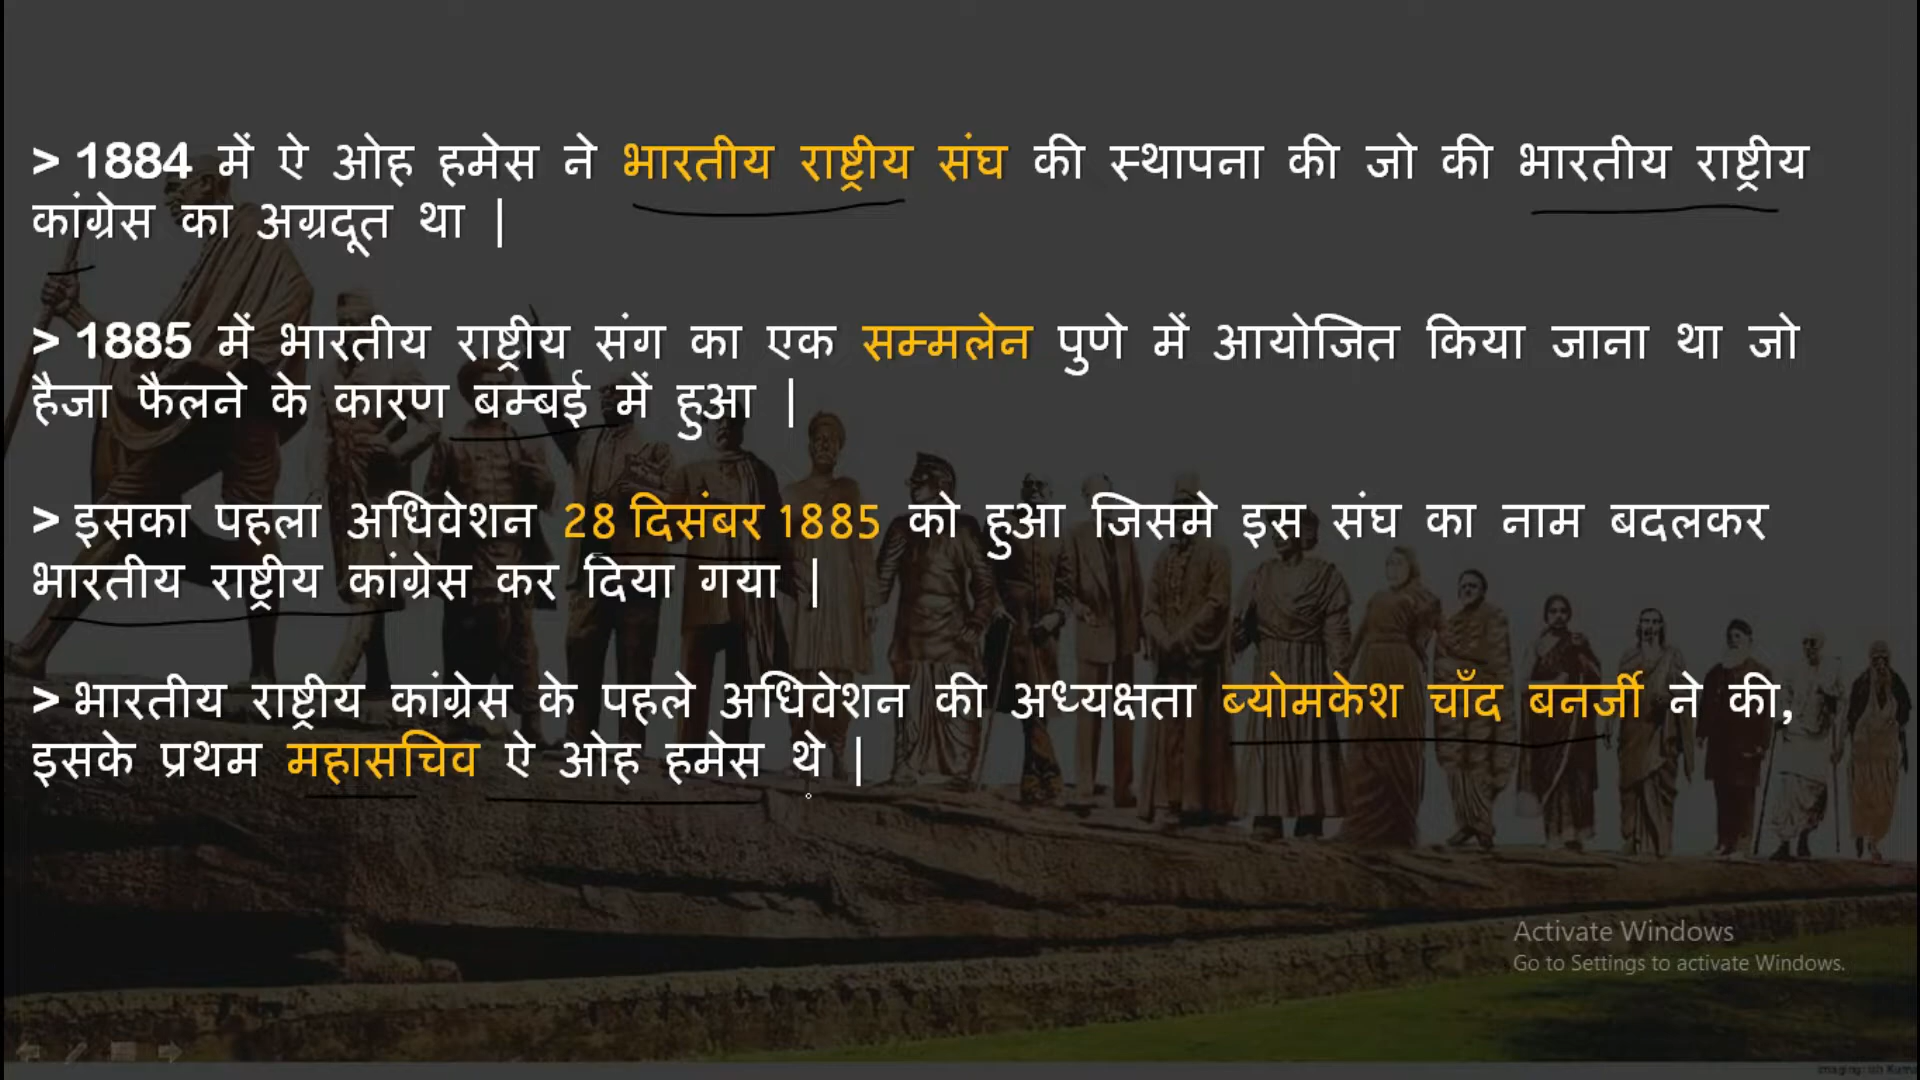 > 1884 में ऐ ओह हमेस ने भारतीय राष्ट्रीय संघ की स्थापना की जो की भारतीय राष्ट्रीय
कांग्रेस का अग्रदूत था |
> 1885 में भारतीय राष्ट्रीय संग का एक सम्मलेन पुणे में आयोजित किया जाना था जो
हैजा फैलने के कारण बम्बई में हुआ |
> इसका पहला अधिवेशन 28 दिसंबर 1885 को हुआ जिसमे इस संघ का नाम बदलकर
भारतीय राष्ट्रीय कांग्रेस कर दिया गया |
> भारतीय राष्ट्रीय कांग्रेस के पहले अधिवेशन की अध्यक्षता ब्योमकेश चाँद बनर्जी ने की,
इसके प्रथम महासचिव ऐ ओह हमेस थे |
Activate Windows
Go to Settings to activate Windows.